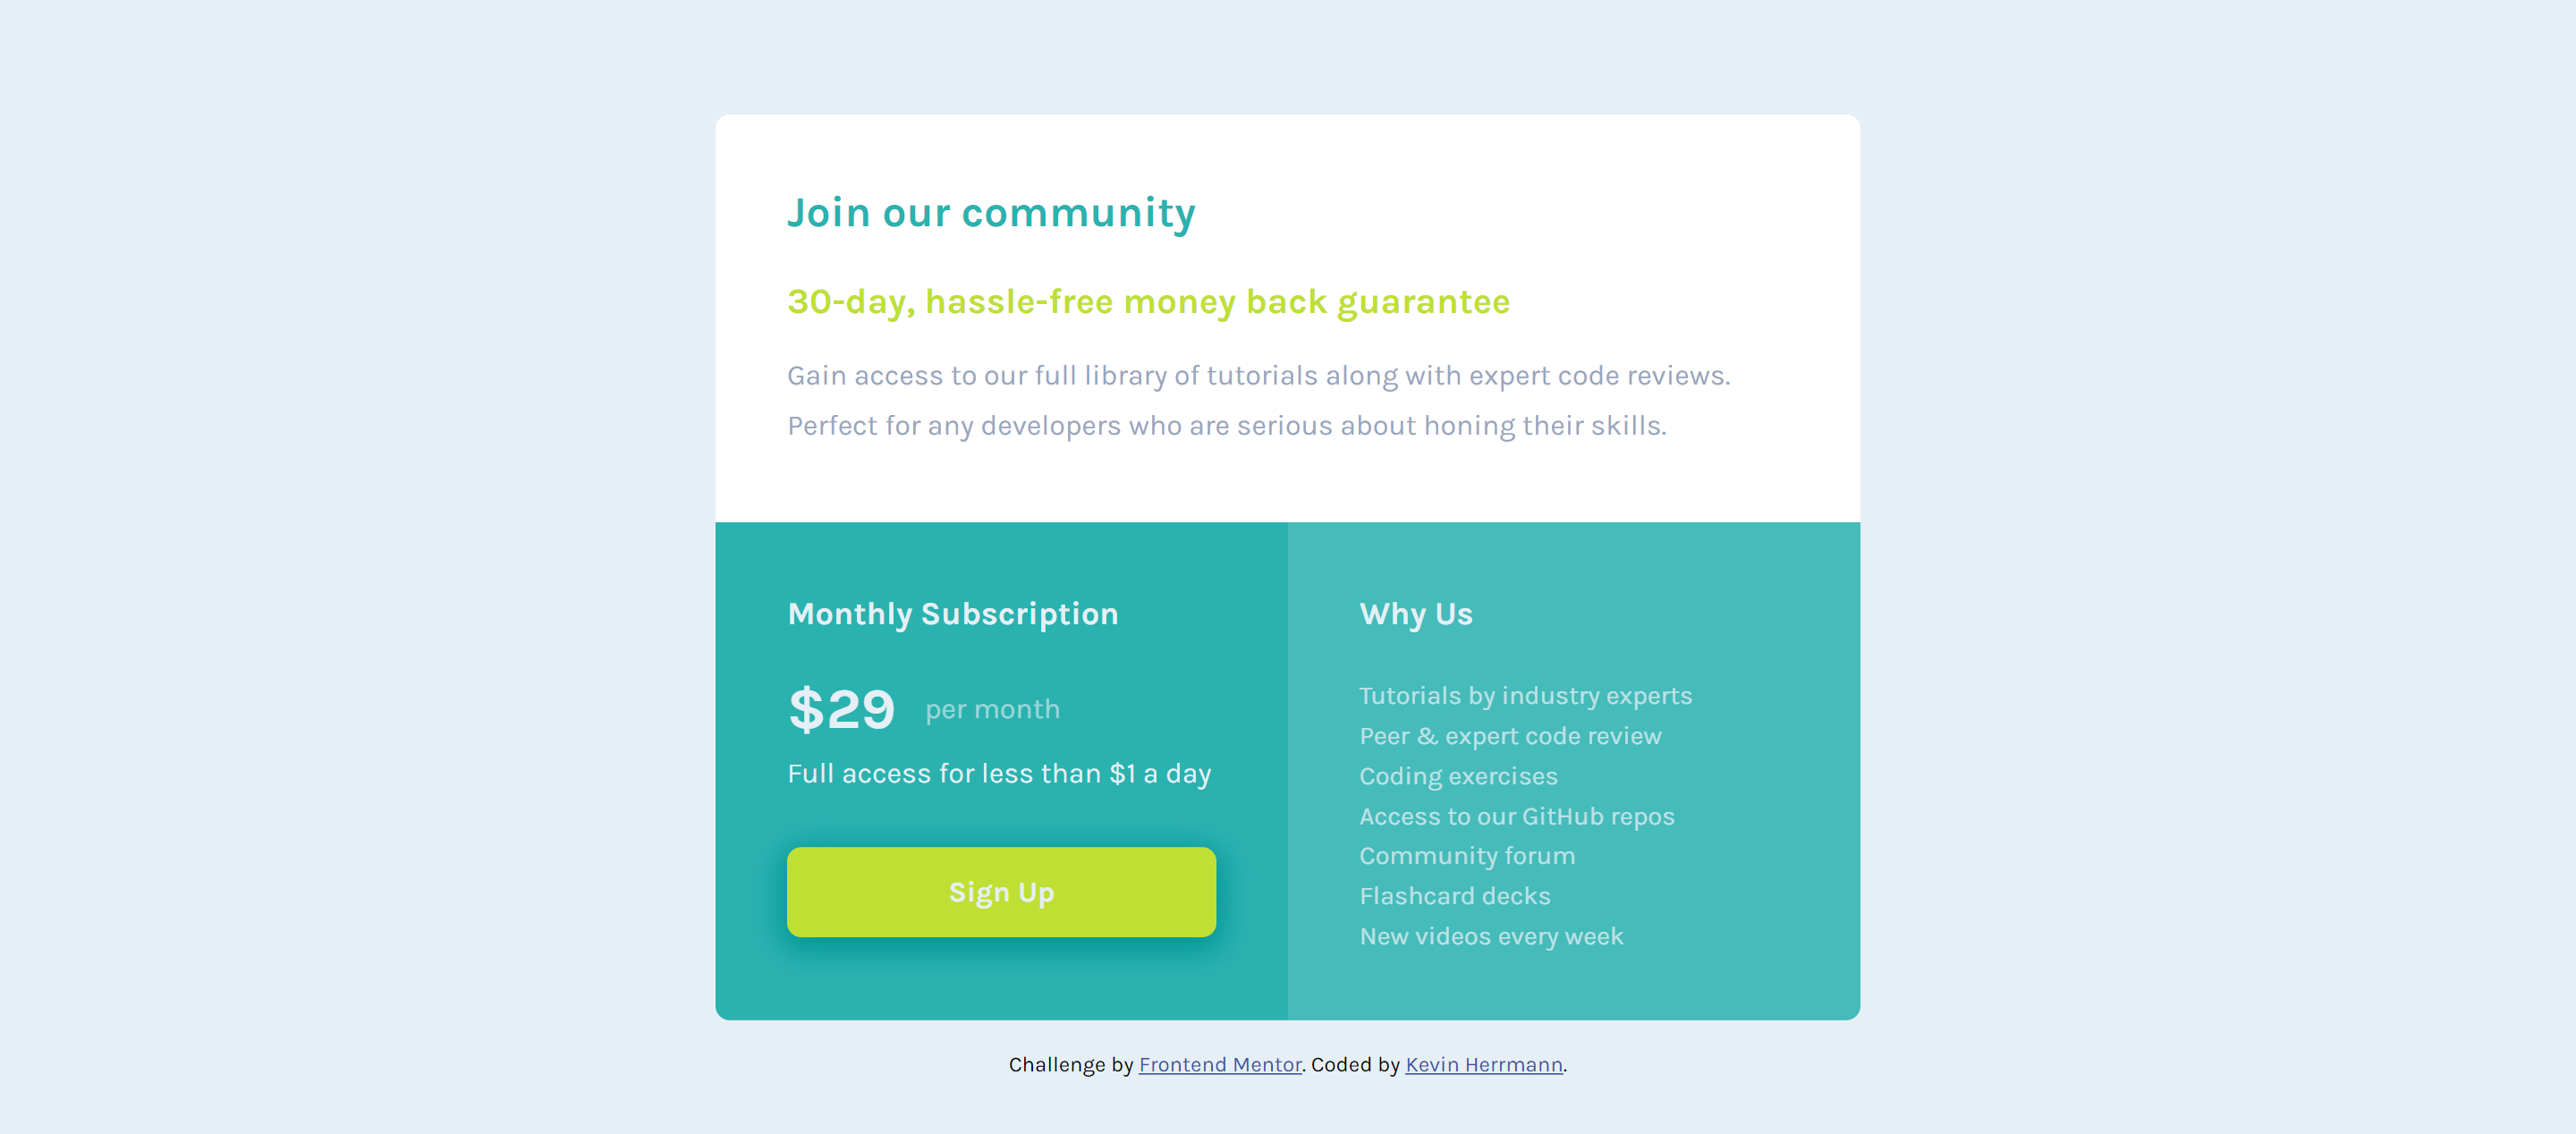 Join our community
30-day, hassle-free money back guarantee
Gain access to our full library of tutorials along with expert code reviews.
Perfect for any developers who are serious about honing their skills.
Monthly Subscription
$29 per month
Full access for less than $1 a day
Sign Up
Why Us
Tutorials by industry experts
Peer & expert code review
Coding exercises
Access to our GitHub repos
Community forum
Flashcard decks
New videos every week
Challenge by Frontend Mentor. Coded by Kevin Herrmann.